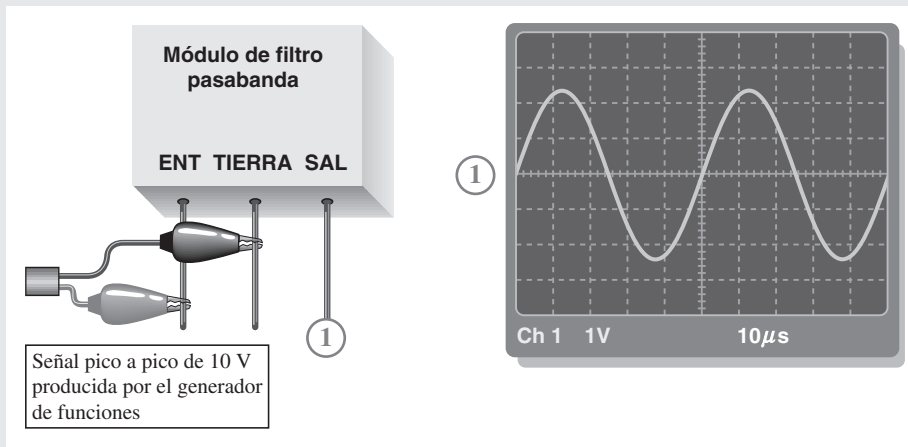 Módulo de filtro
pasabanda
ENT TIERRA SAL
1
Señal pico a pico de 10 V
producida por el generador
de funciones
1
Ch 1 1V 10μs